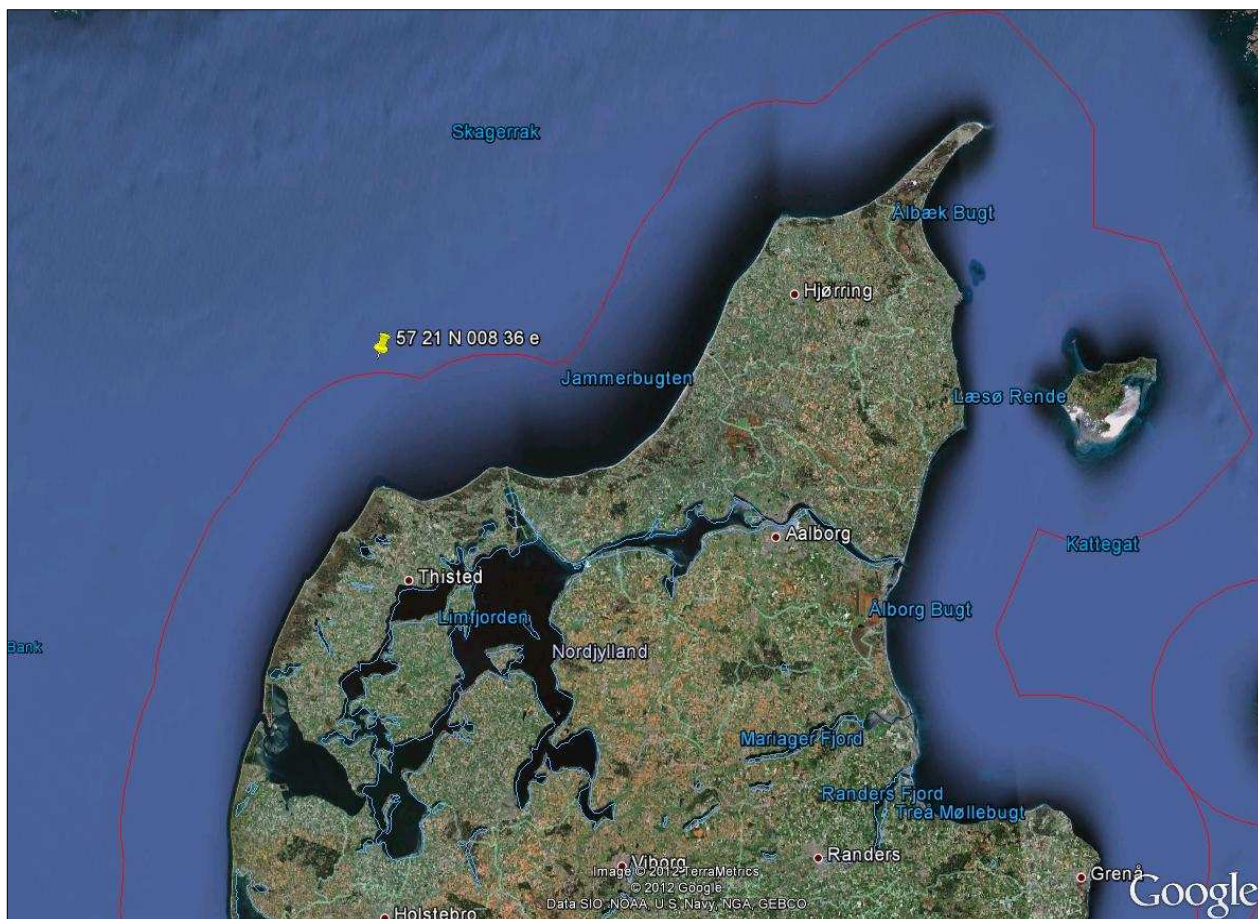 Skagerrak
Ålbæk Bugt
Hjørring
57 21 N 008 36 e
Jammerbugten
Læsø Rende
Aalborg
Kattegat
Thisted
Ålborg Bugt
Limfjorden
Bank
Nordjylland
Mariager Fjord
Randers Fjord
Treå Møllebugt
Viborg
Randers
Image © 2012 TerraMetrics
© 2012 Google
Data SIO, NOAA, U.S. Navy, NGA, GEBCO
Grenå
Google
Holstebro